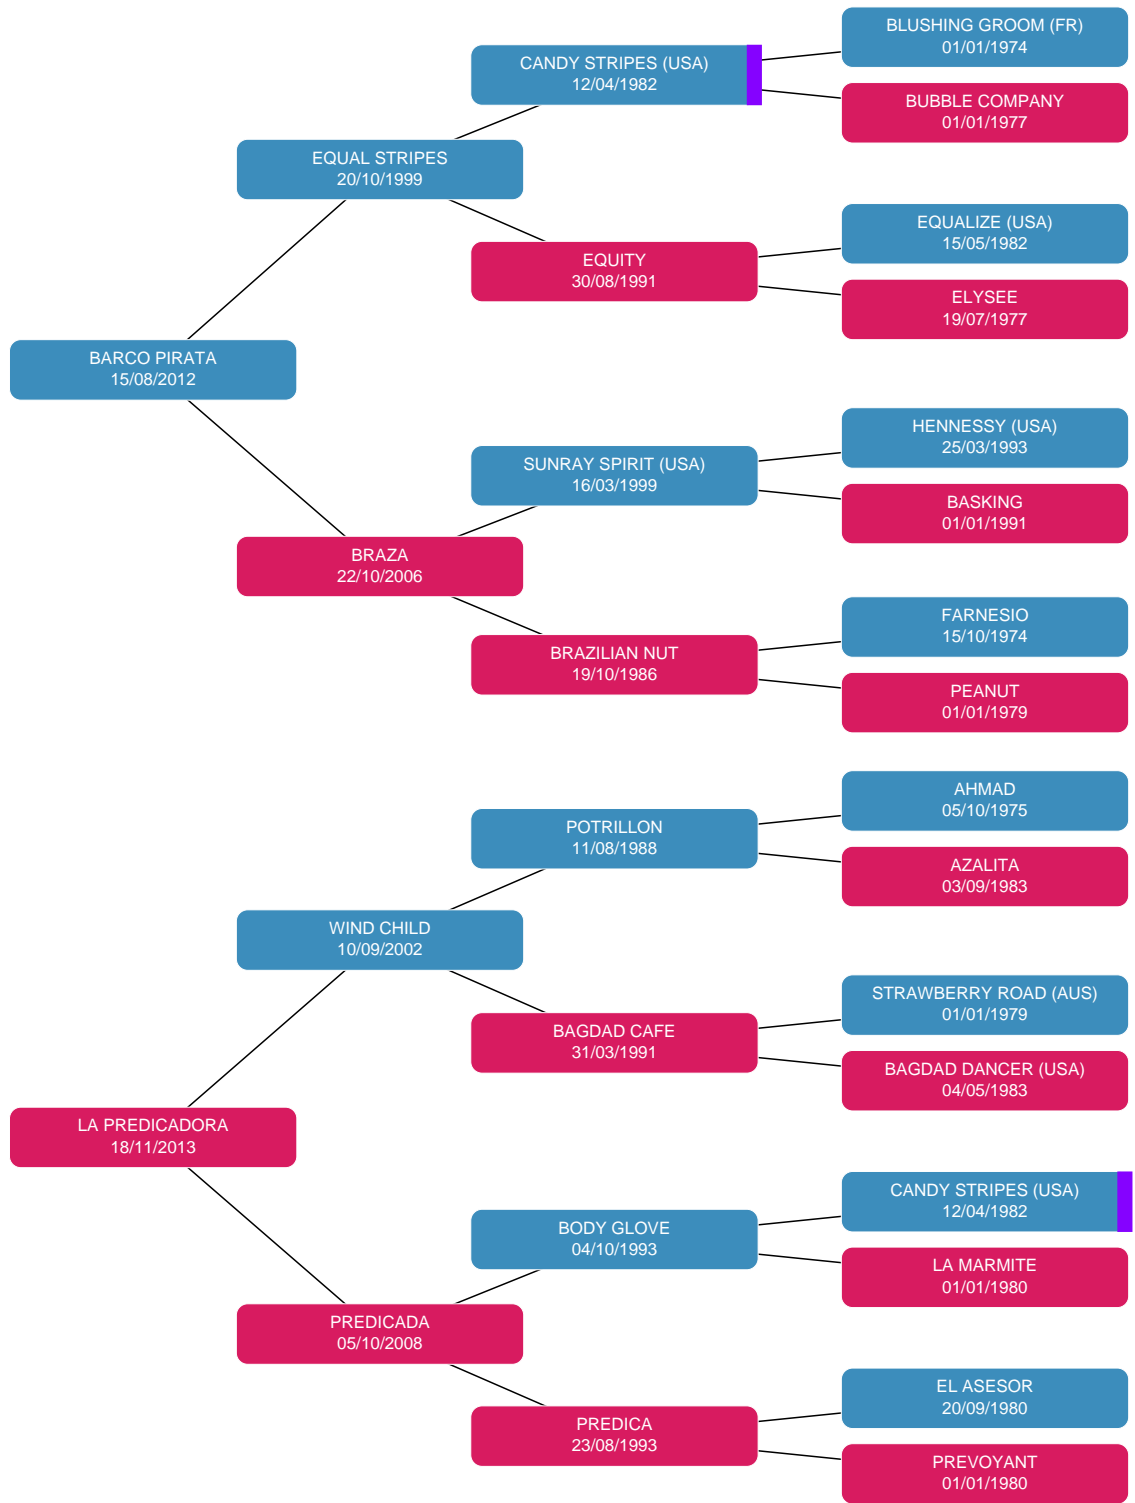 BLUSHING GROOM (FR)
01/01/1974
CANDY STRIPES (USA)
12/04/1982
BUBBLE COMPANY
01/01/1977
EQUAL STRIPES
20/10/1999
EQUALIZE (USA)
15/05/1982
EQUITY
30/08/1991
ELYSEE
19/07/1977
BARCO PIRATA
15/08/2012
HENNESSY (USA)
25/03/1993
SUNRAY SPIRIT (USA)
16/03/1999
BASKING
01/01/1991
BRAZA
22/10/2006
FARNESIO
15/10/1974
BRAZILIAN NUT
19/10/1986
PEANUT
01/01/1979
AHMAD
05/10/1975
POTRILLON
11/08/1988
AZALITA
03/09/1983
WIND CHILD
10/09/2002
STRAWBERRY ROAD (AUS)
01/01/1979
BAGDAD CAFE
31/03/1991
BAGDAD DANCER (USA)
04/05/1983
LA PREDICADORA
18/11/2013
CANDY STRIPES (USA)
12/04/1982
BODY GLOVE
04/10/1993
LA MARMITE
01/01/1980
PREDICADA
05/10/2008
EL ASESOR
20/09/1980
PREDICA
23/08/1993
PREVOYANT
01/01/1980